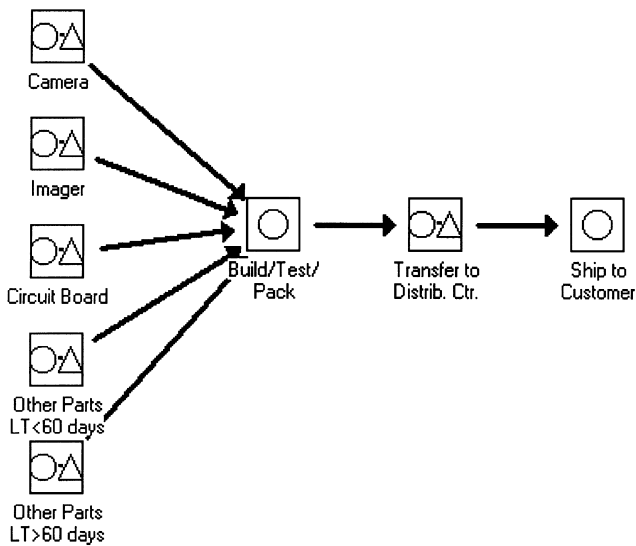 Camera
Imager
Circuit Board
Other Parts
LT<60 days
Other Parts
LT>60 days
Build/Test/
Pack
Transfer to
Distrib. Ctr.
Ship to
Customer